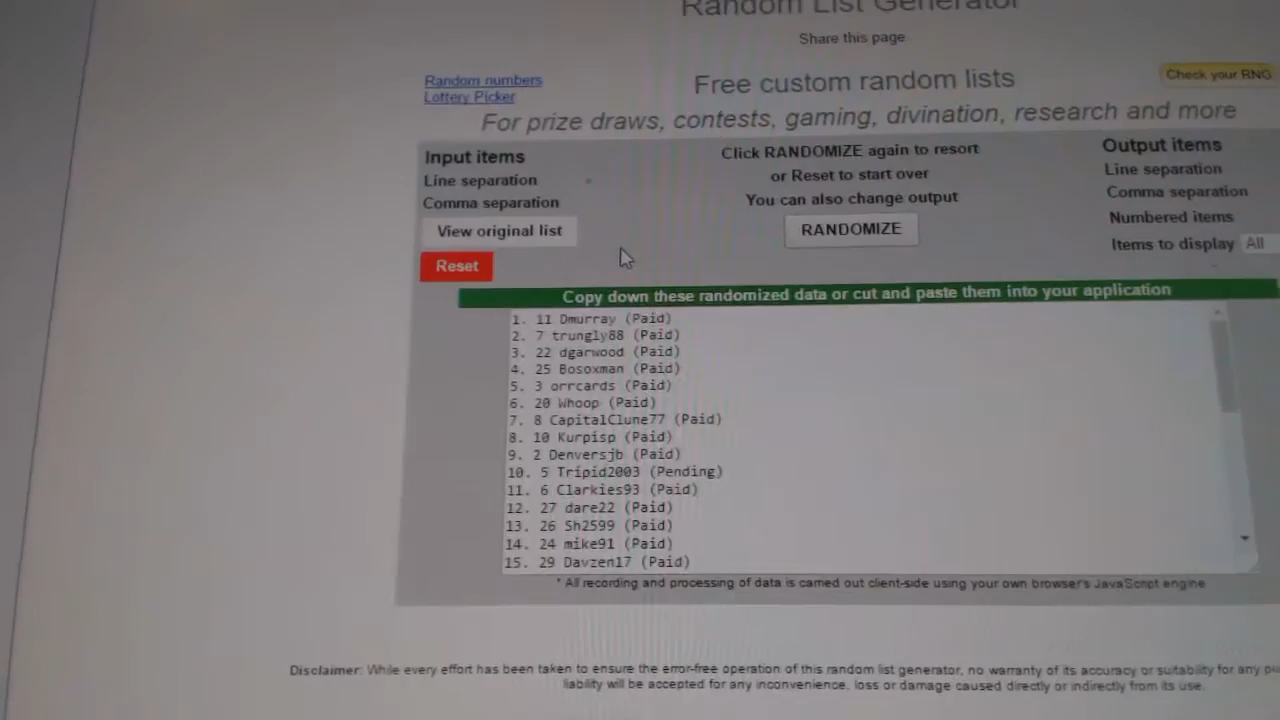 Random List Generator
Share this page
Random numbers
Lottery Picker
Free custom random lists
Check your RNG
For prize draws, contests, gaming, divination, research and more
Input items
Line separation
Comma separation
View original list
Reset
Click RANDOMIZE again to resort
or Reset to start over
You can also change output
RANDOMIZE
Output items
Line separation
Comma separation
Numbered items
Items to display All
Copy down these randomized data or cut and paste them into your application
1. 11 Dmurray (Paid)
2. 7 trungly88 (Paid)
3. 22 dgarwood (Paid)
4. 25 Bosoxman (Paid)
5. 3 orrcards (Paid)
6. 20 Whoop (Paid)
7. 8 CapitalClune77 (Paid)
8. 10 Kurpisp (Paid)
9. 2 Denversjb (Paid)
10. 5 Tripid2003 (Pending)
11. 6 Clarkies93 (Paid)
12. 27 dare22 (Paid)
13. 26 Sh2599 (Paid)
14. 24 mike91 (Paid)
15. 29 Davzen17 (Paid)
* All recording and processing of data is carried out client-side using your own browser's JavaScript engine
Disclaimer: While every effort has been taken to ensure the error-free operation of this random list generator, no warranty of its accuracy or suitability for any
liability will be accepted for any inconvenience, loss or damage caused directly or indirectly from its use.